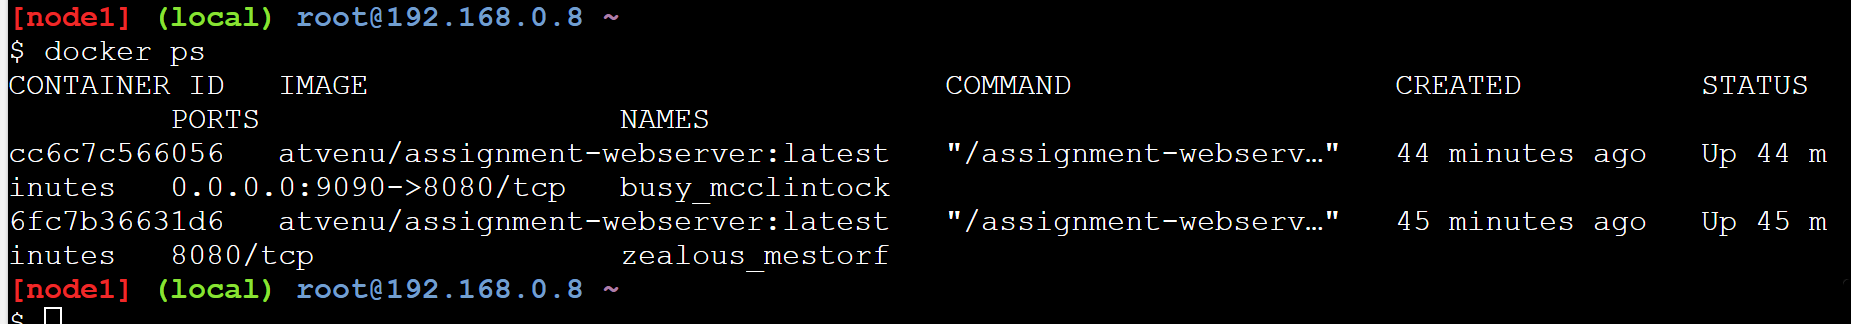 [node1] (local) root@192.168.0.8 ~
$ docker ps
CONTAINER ID   IMAGE                                COMMAND                  CREATED          STATUS
         PORTS                    NAMES
cc6c7c566056   atvenu/assignment-webserver:latest   "/assignment-webserv…"   44 minutes ago   Up 44 m
inutes   0.0.0.0:9090->8080/tcp   busy_mcclintock
6fc7b36631d6   atvenu/assignment-webserver:latest   "/assignment-webserv…"   45 minutes ago   Up 45 m
inutes   8080/tcp                 zealous_mestorf
[node1] (local) root@192.168.0.8 ~
$